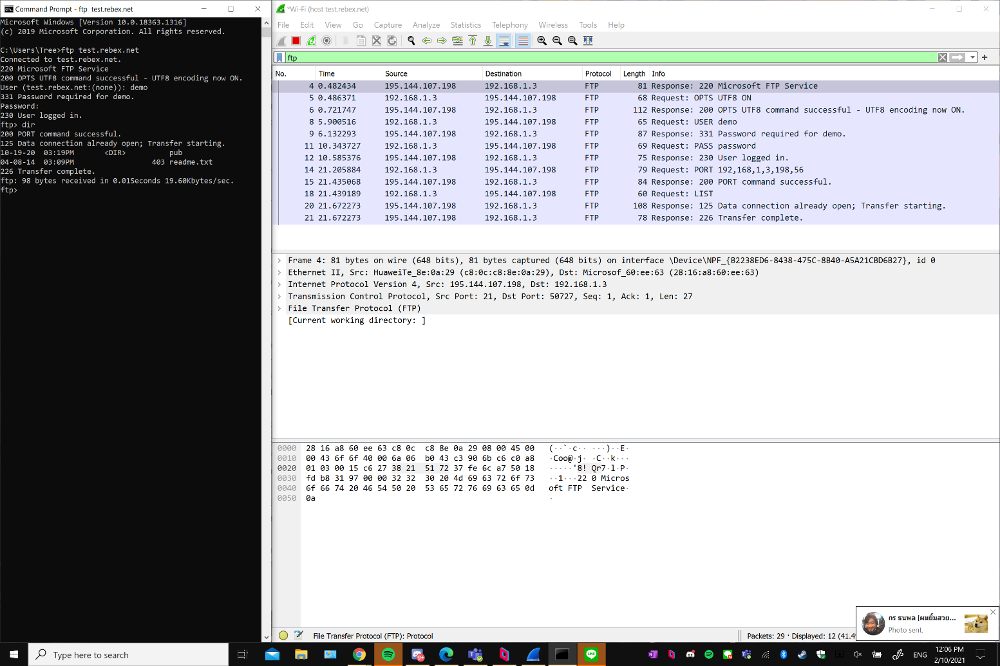 Command Prompt - ftp  test.rebex.net
Microsoft Windows [Version 10.0.18363.1316]
(c) 2019 Microsoft Corporation. All rights reserved.
C:\Users\Tree>ftp test.rebex.net
Connected to test.rebex.net.
220 Microsoft FTP Service
200 OPTS UTF8 command successful - UTF8 encoding now ON.
User (test.rebex.net:(none)): demo
331 Password required for demo.
Password:
230 User logged in.
ftp> dir
200 PORT command successful.
125 Data connection already open; Transfer starting.
10-19-20  03:19PM       <DIR>          pub
04-08-14  03:09PM                  403 readme.txt
226 Transfer complete.
ftp: 98 bytes received in 0.01Seconds 19.60Kbytes/sec.
ftp>
*Wi-Fi (host test.rebex.net)
File Edit View Go Capture Analyze Statistics Telephony Wireless Tools Help
ftp
No. Time Source Destination Protocol Length Info
4 0.482434 195.144.107.198 192.168.1.3 FTP 81 Response: 220 Microsoft FTP Service
5 0.486371 192.168.1.3 195.144.107.198 FTP 68 Request: OPTS UTF8 ON
6 0.721747 195.144.107.198 192.168.1.3 FTP 112 Response: 200 OPTS UTF8 command successful - UTF8 encoding now ON.
8 5.900516 192.168.1.3 195.144.107.198 FTP 65 Request: USER demo
9 6.132293 195.144.107.198 192.168.1.3 FTP 87 Response: 331 Password required for demo.
11 10.343727 192.168.1.3 195.144.107.198 FTP 69 Request: PASS password
12 10.585376 195.144.107.198 192.168.1.3 FTP 75 Response: 230 User logged in.
14 21.205884 192.168.1.3 195.144.107.198 FTP 79 Request: PORT 192,168,1,3,198,56
15 21.435068 195.144.107.198 192.168.1.3 FTP 84 Response: 200 PORT command successful.
18 21.439189 192.168.1.3 195.144.107.198 FTP 60 Request: LIST
20 21.672273 195.144.107.198 192.168.1.3 FTP 108 Response: 125 Data connection already open; Transfer starting.
21 21.672273 195.144.107.198 192.168.1.3 FTP 78 Response: 226 Transfer complete.
Frame 4: 81 bytes on wire (648 bits), 81 bytes captured (648 bits) on interface \Device\NPF_{B2238ED6-8438-475C-8B40-A5A21CBD6B27}, id 0
Ethernet II, Src: HuaweiTe_8e:0a:29 (c8:0c:c8:8e:0a:29), Dst: Microsof_60:ee:63 (28:16:a8:60:ee:63)
Internet Protocol Version 4, Src: 195.144.107.198, Dst: 192.168.1.3
Transmission Control Protocol, Src Port: 21, Dst Port: 50727, Seq: 1, Ack: 1, Len: 27
File Transfer Protocol (FTP)
[Current working directory: ]
0000 28 16 a8 60 ee 63 c8 0c  c8 8e 0a 29 08 00 45 00 (··`·c·· ···)··E·
0010 00 43 6f 6f 40 00 6a 06  b0 43 c3 90 6b c6 c0 a8 ·Coo@·j· ·C··k···
0020 01 03 00 15 c6 27 38 21  51 72 37 fe 6c a7 50 18 ·····'8! Qr7·l·P·
0030 fd b8 31 97 00 00 32 32  30 20 4d 69 63 72 6f 73 ··1···22 0 Micros
0040 6f 66 74 20 46 54 50 20  53 65 72 76 69 63 65 0d oft FTP  Service·
0050 0a ·
File Transfer Protocol (FTP): Protocol
Packets: 29 · Displayed: 12 (41.4
กร ธนพล |ผมยิ้มสวย...
Photo sent.
Type here to search
9+
ENG
12:06 PM
2/10/2021